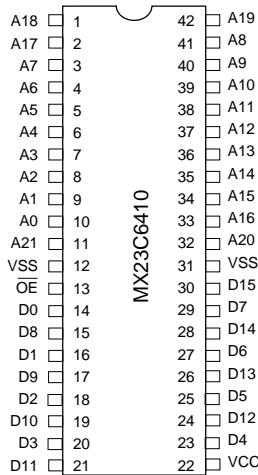 A18 1 42 A19
A17 2 41 A8
A7 3 40 A9
A6 4 39 A10
A5 5 38 A11
A4 6 37 A12
A3 7 36 A13
A2 8 35 A14
A1 9 34 A15
A0 10 33 A16
A21 11 32 A20
VSS 12 31 VSS
OE 13 30 D15
D0 14 29 D7
D8 15 28 D14
D1 16 27 D6
D9 17 26 D13
D2 18 25 D5
D10 19 24 D12
D3 20 23 D4
D11 21 22 VCC
MX23C6410